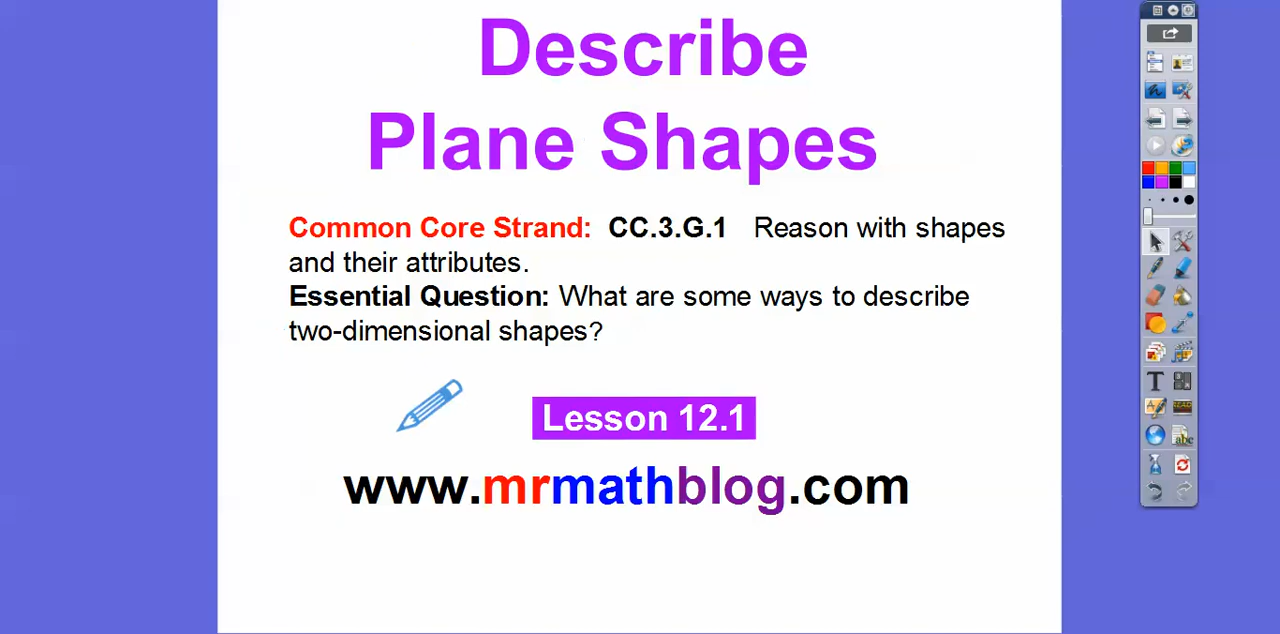 Describe
Plane Shapes
Common Core Strand: CC.3.G.1 Reason with shapes
and their attributes.
Essential Question: What are some ways to describe
two-dimensional shapes?
Lesson 12.1
www.mrmathblog.com